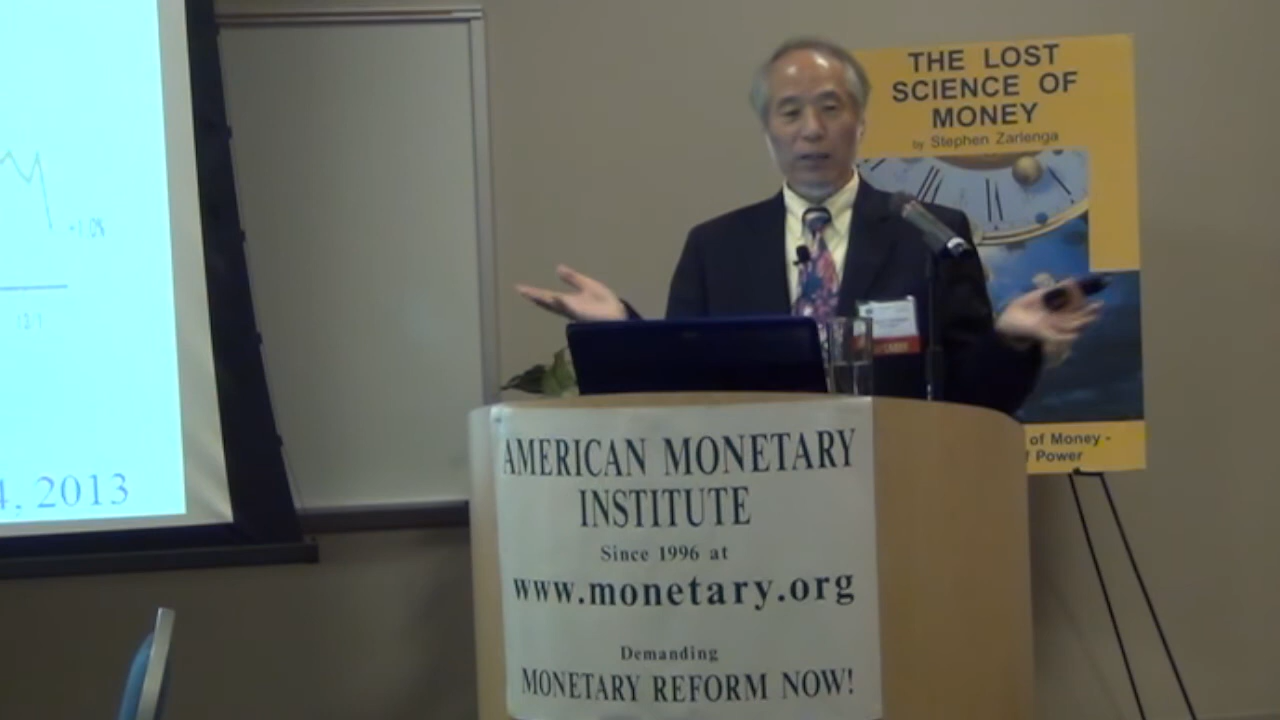 4, 2013
THE LOST
SCIENCE OF
MONEY
by Stephen Zarlenga
of Money -
Power
AMERICAN MONETARY
INSTITUTE
Since 1996 at
www.monetary.org
Demanding
MONETARY REFORM NOW!